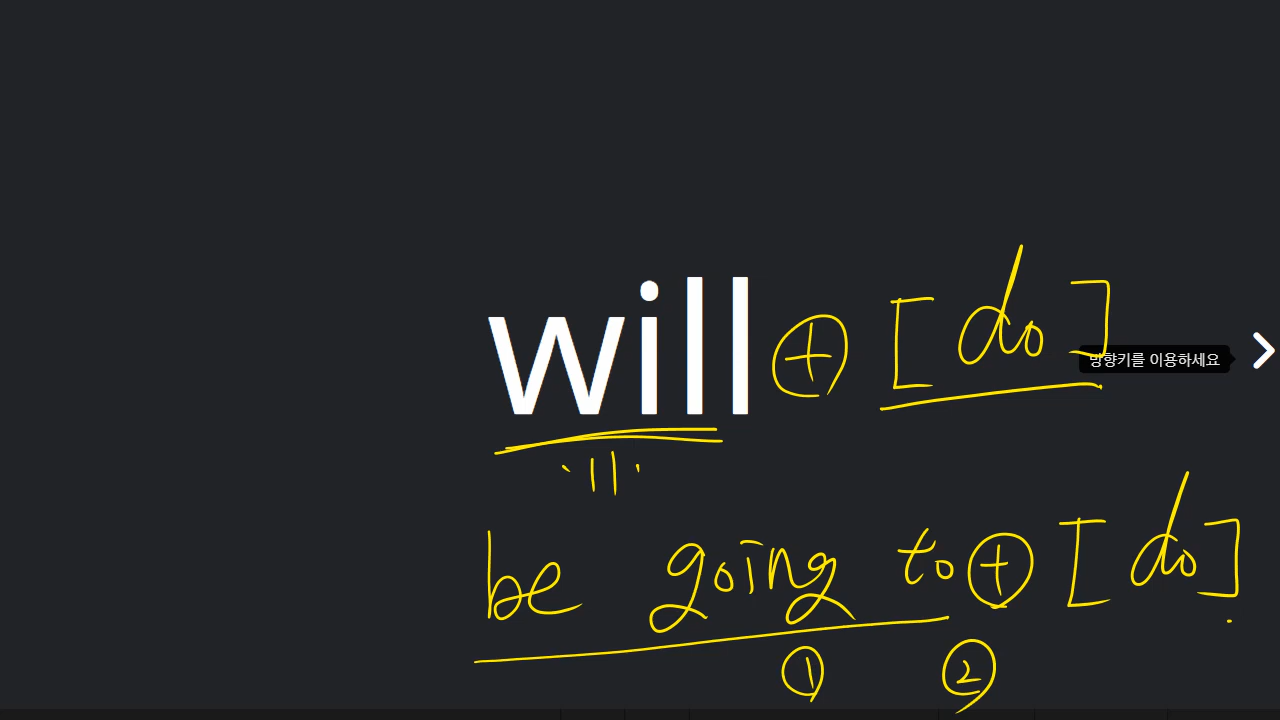 will ⊕ [do]
방향키를 이용하세요
'll
be going to ⊕ [do]
① ②